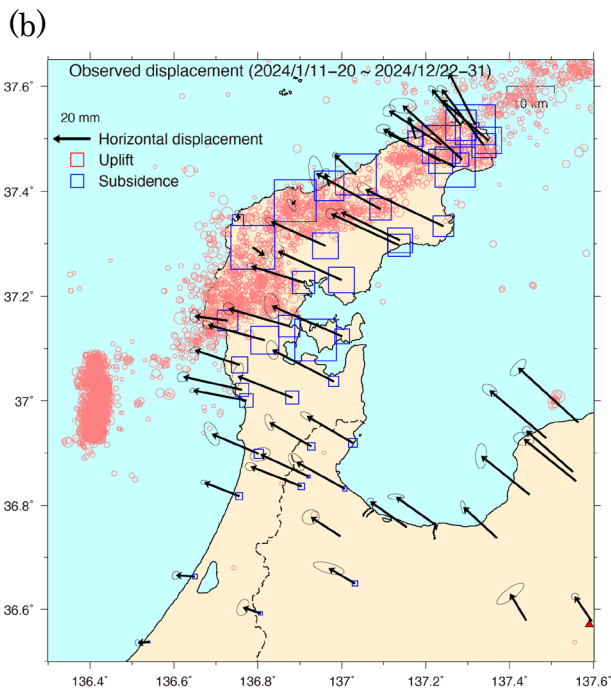 (b)
Observed displacement (2024/1/11-20 ~ 2024/12/22-31)
10 km
20 mm
Horizontal displacement
Uplift
Subsidence
37.6°
37.4°
37.2°
37°
36.8°
36.6°
136.4° 136.6° 136.8° 137° 137.2° 137.4° 137.6°